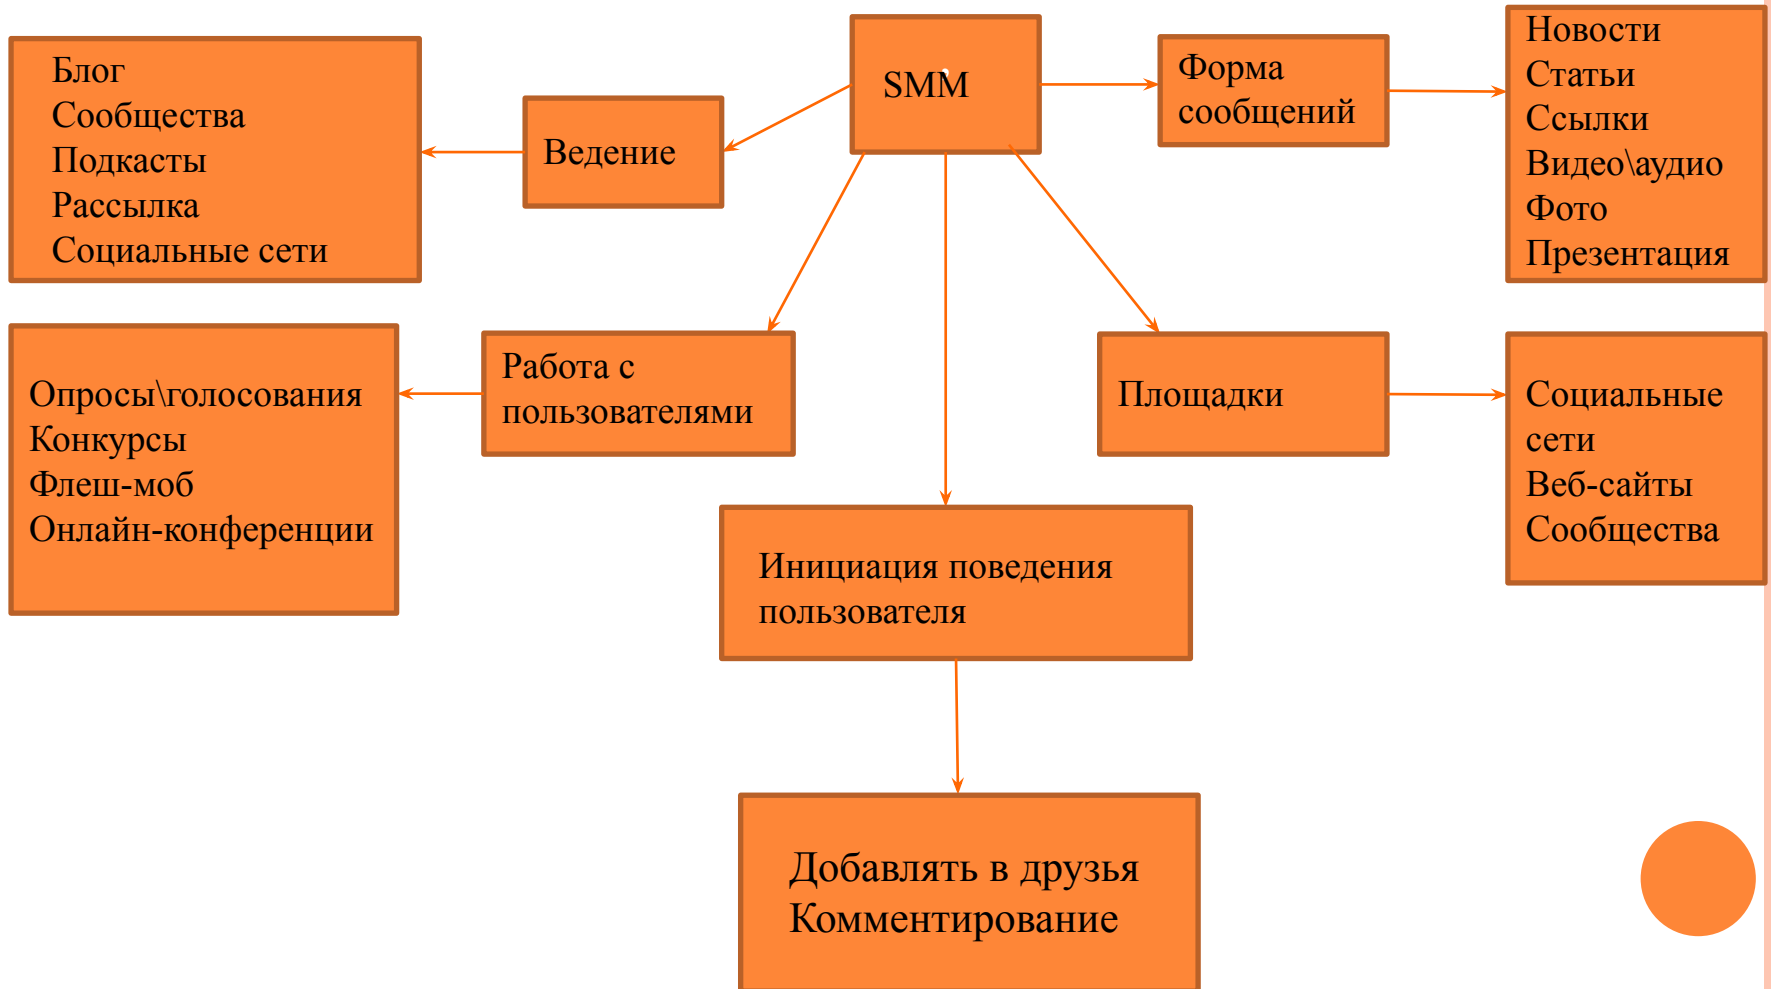 SMM
Форма
сообщений
Новости
Статьи
Ссылки
Видео\аудио
Фото
Презентация
Блог
Сообщества
Подкасты
Рассылка
Социальные сети
Ведение
Опросы\голосования
Конкурсы
Флеш-моб
Онлайн-конференции
Работа с
пользователями
Площадки
Социальные
сети
Веб-сайты
Сообщества
Инициация поведения
пользователя
Добавлять в друзья
Комментирование